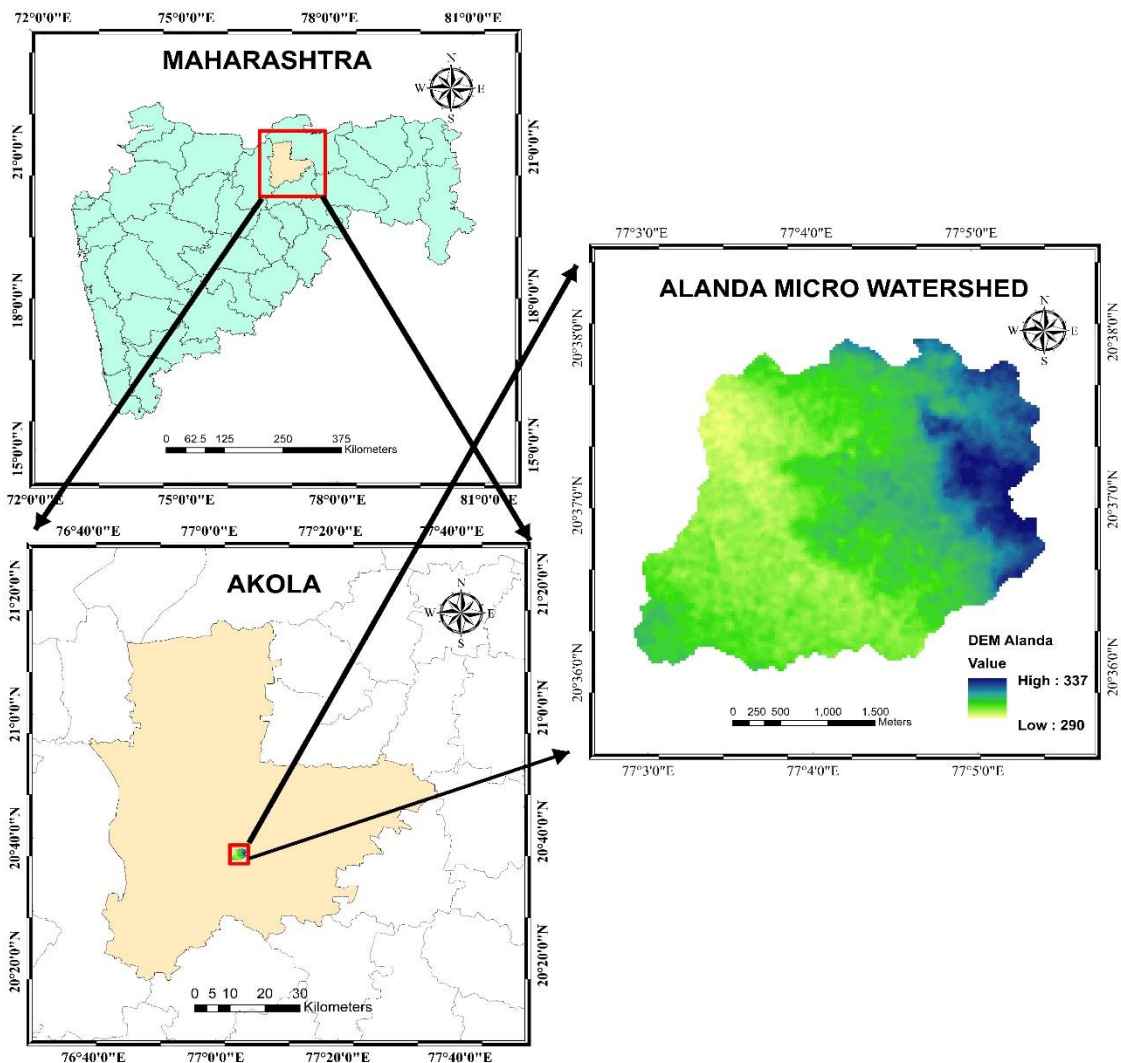 72°0'0"E 75°0'0"E 78°0'0"E 81°0'0"E
MAHARASHTRA
N
W E
S
21°0'0"N 21°0'0"N
18°0'0"N 18°0'0"N
15°0'0"N 15°0'0"N
0 62.5 125 250 375
Kilometers
72°0'0"E 75°0'0"E 78°0'0"E 81°0'0"E
76°40'0"E 77°0'0"E 77°20'0"E 77°40'0"E
AKOLA
N
W E
S
21°20'0"N 21°20'0"N
21°0'0"N 21°0'0"N
20°40'0"N 20°40'0"N
20°20'0"N 20°20'0"N
0 5 10 20 30
Kilometers
76°40'0"E 77°0'0"E 77°20'0"E 77°40'0"E
77°3'0"E 77°4'0"E 77°5'0"E
ALANDA MICRO WATERSHED
N
W E
S
20°38'0"N 20°38'0"N
20°37'0"N 20°37'0"N
20°36'0"N 20°36'0"N
DEM Alanda
Value
High : 337
Low : 290
0 250 500 1,000 1,500
Meters
77°3'0"E 77°4'0"E 77°5'0"E